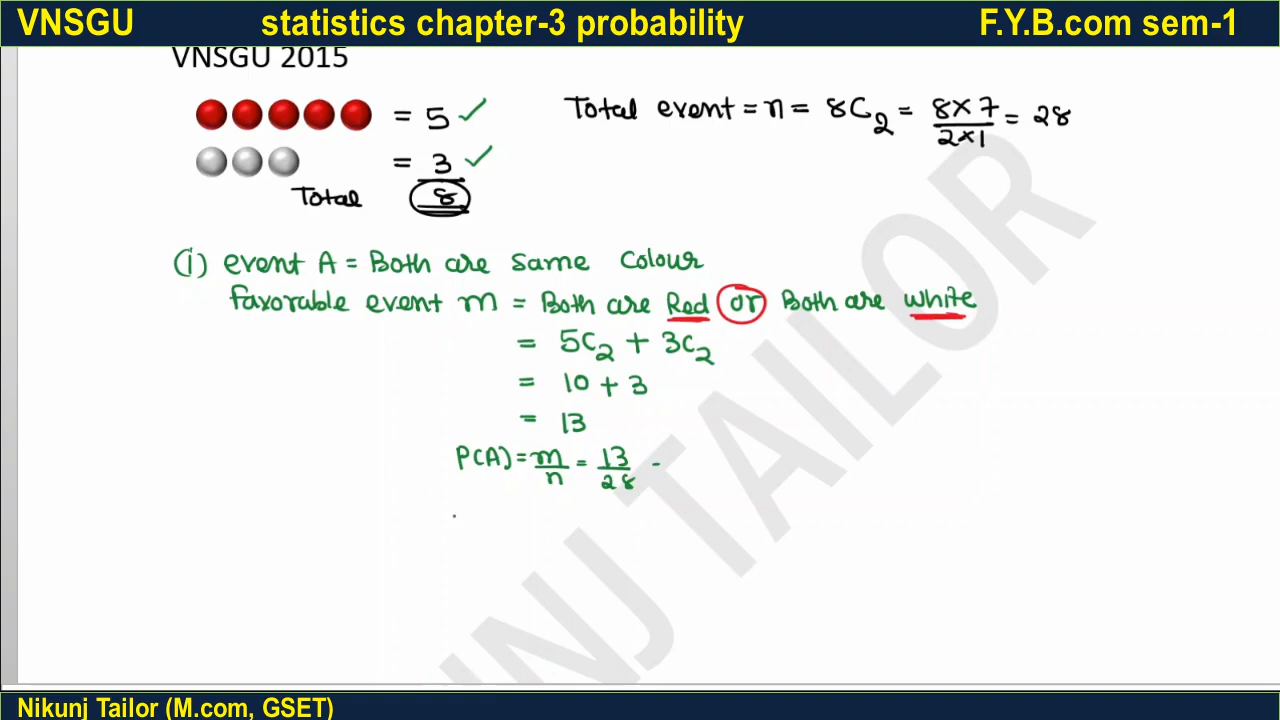 VNSGU statistics chapter-3 probability F.Y.B.com sem-1
VNSGU 2015
= 5 ✓
= 3 ✓
Total 8
Total event = n = 8C₂ = 8×7/2×1 = 28
(i) event A = Both are same colour
favorable event m = Both are Red or Both are white
= 5C₂ + 3C₂
= 10 + 3
= 13
P(A) = m/n = 13/28 -
NIKUNJ TAILOR
Nikunj Tailor (M.com, GSET)